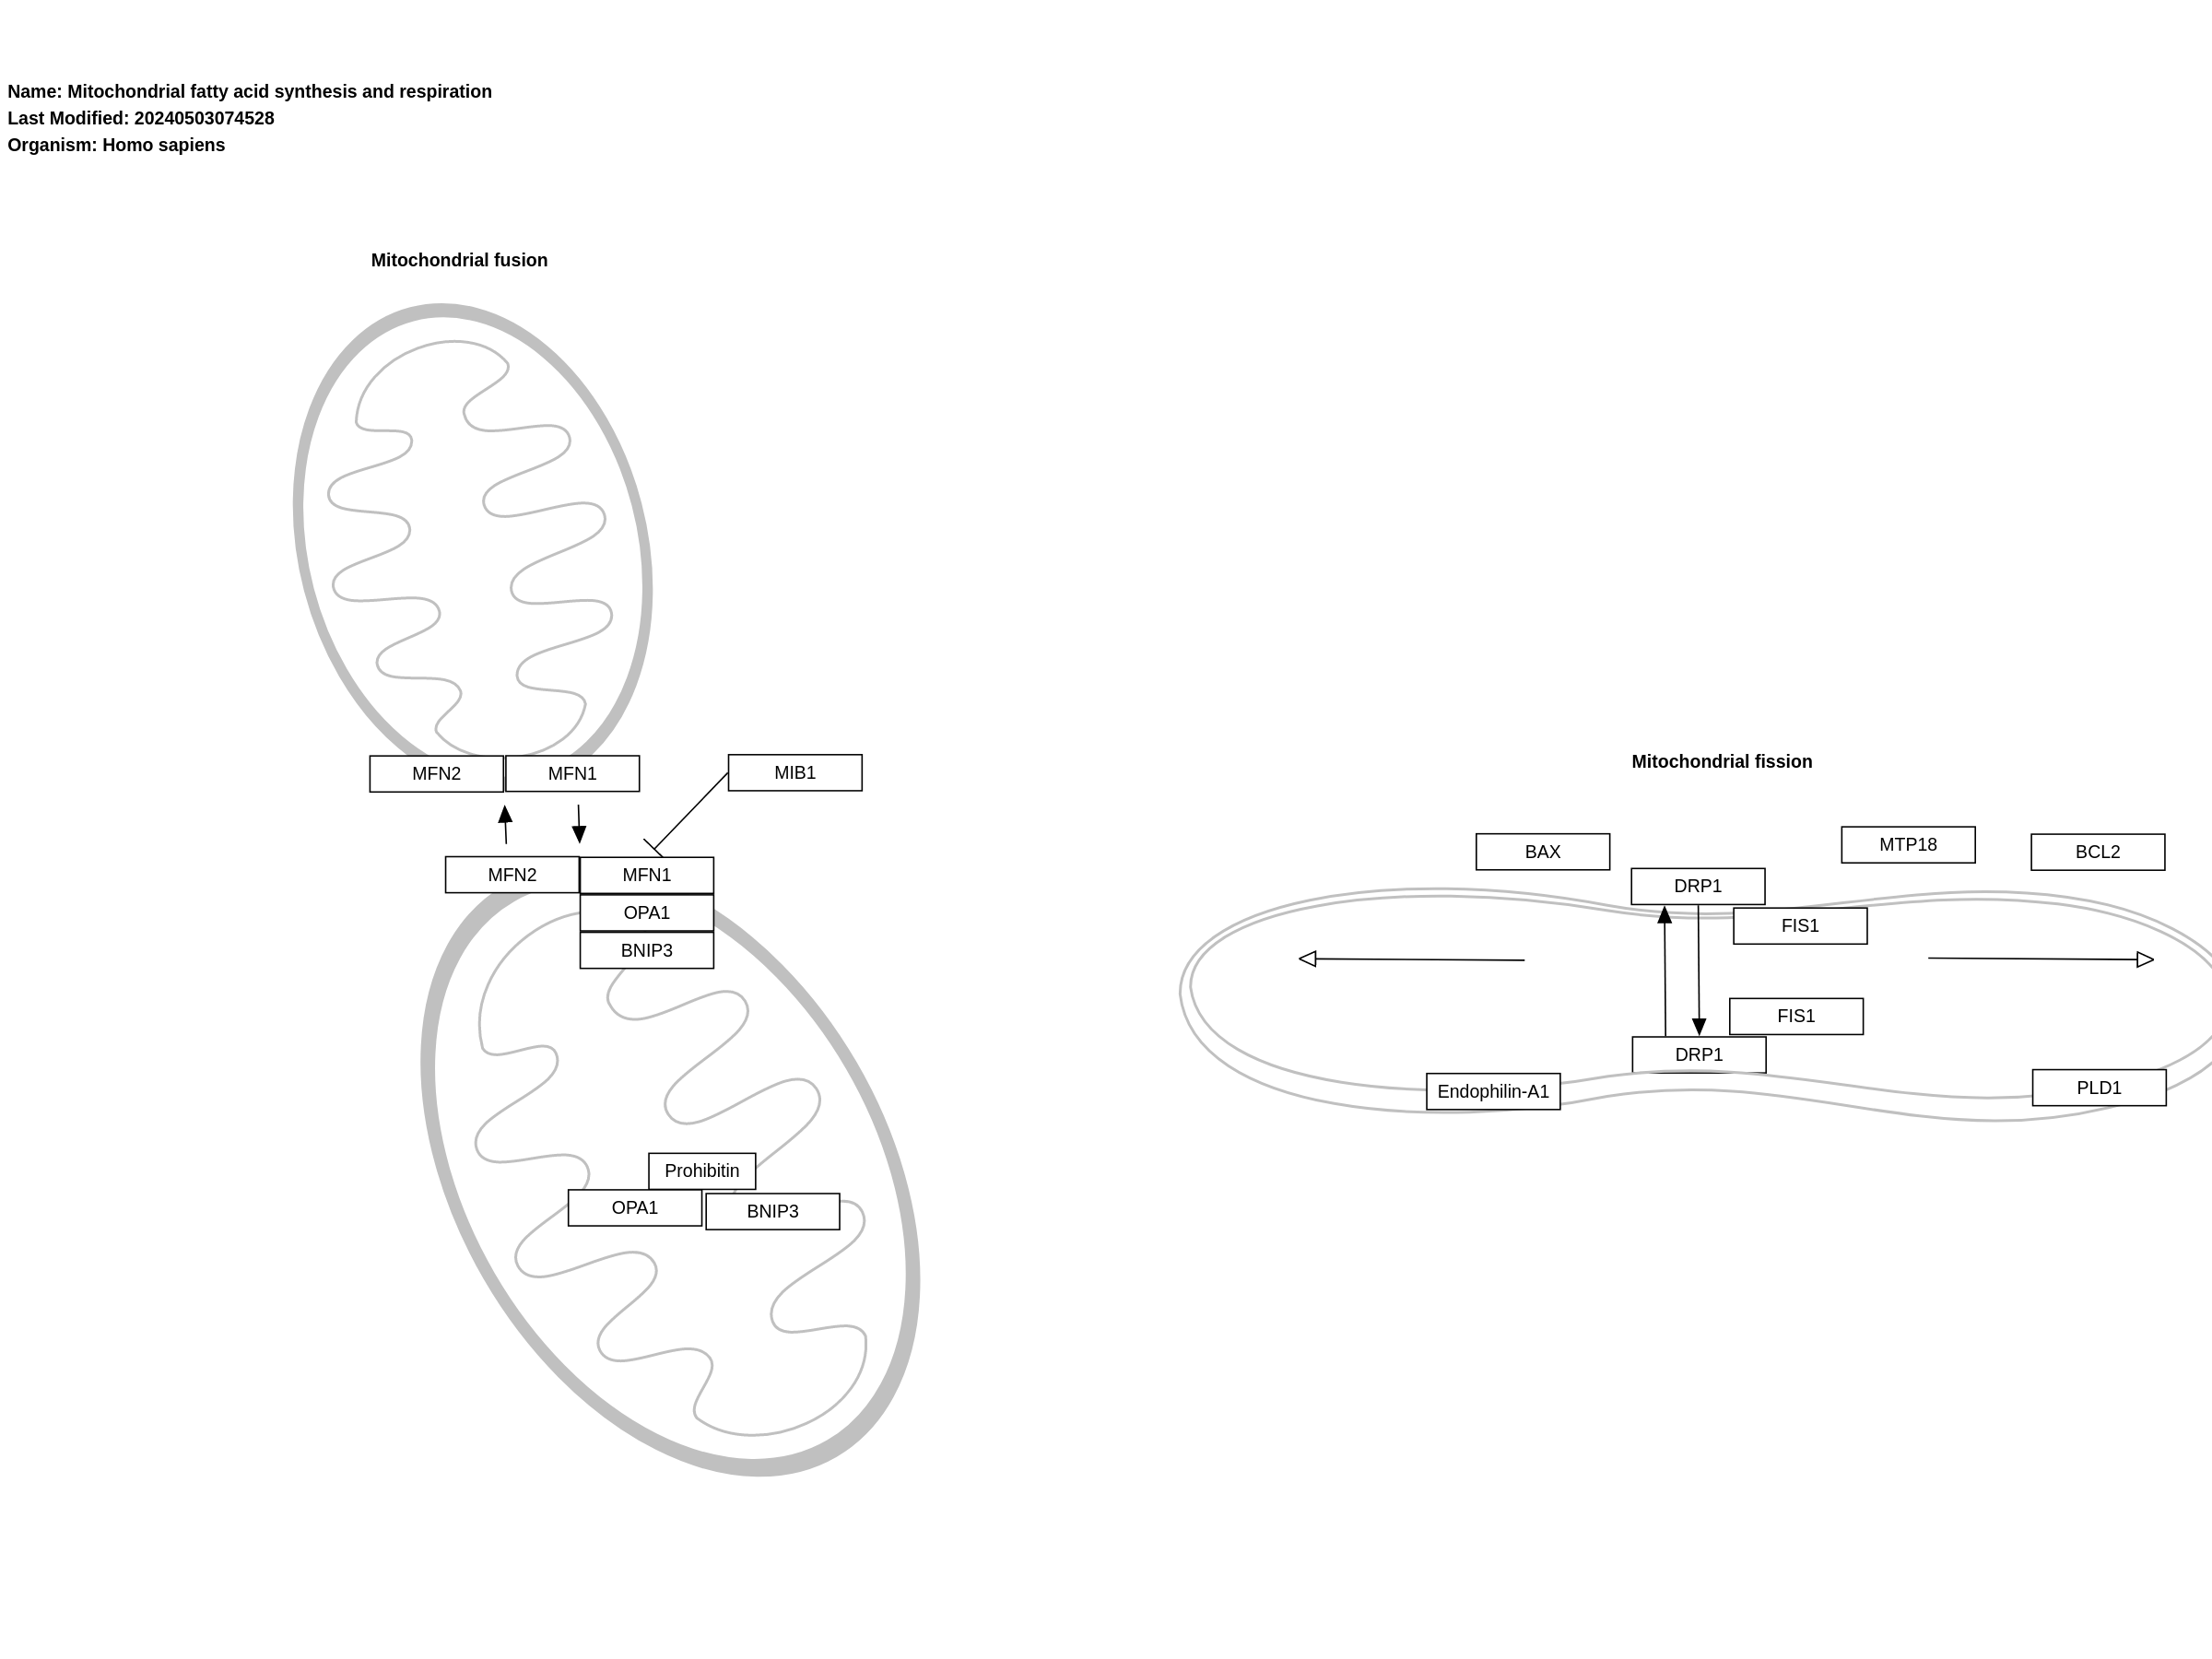 Name: Mitochondrial fatty acid synthesis and respiration
Last Modified: 20240503074528
Organism: Homo sapiens
Mitochondrial fusion
MFN2
MFN1
MIB1
MFN2
MFN1
OPA1
BNIP3
Prohibitin
OPA1
BNIP3
Mitochondrial fission
BAX
MTP18
BCL2
DRP1
FIS1
FIS1
DRP1
Endophilin-A1
PLD1